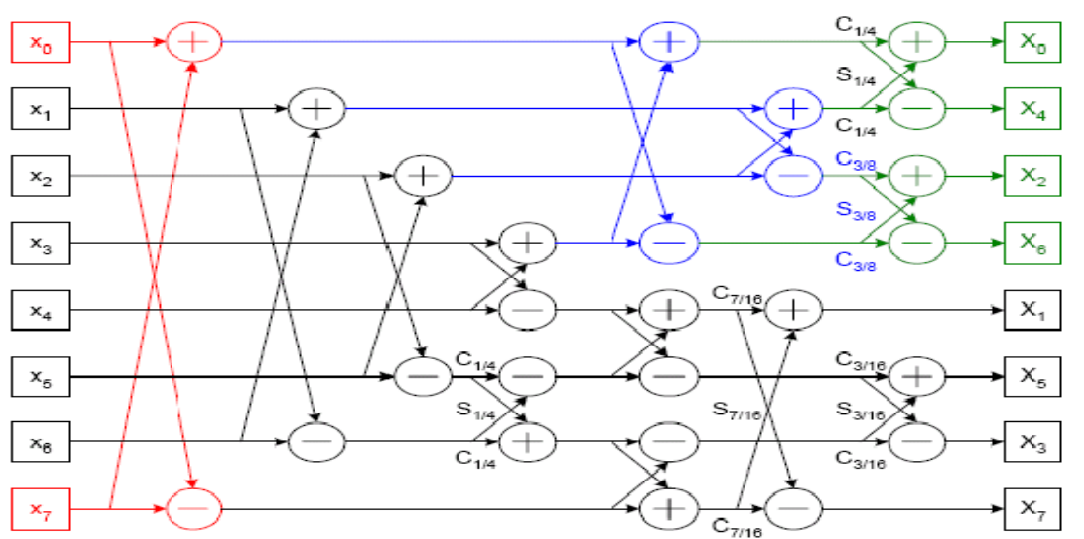 x₀ + + C₁/₄ + X₀
S₁/₄
x₁ + + C₁/₄ − X₄
x₂ + − C₃/₈ + X₂
S₃/₈
x₃ + − C₃/₈ − X₆
x₄ − + C₇/₁₆ + X₁
x₅ − C₁/₄ − − C₃/₁₆ + X₅
S₁/₄ S₇/₁₆ S₃/₁₆
x₆ − C₁/₄ + − C₃/₁₆ − X₃
x₇ − + C₇/₁₆ − X₇